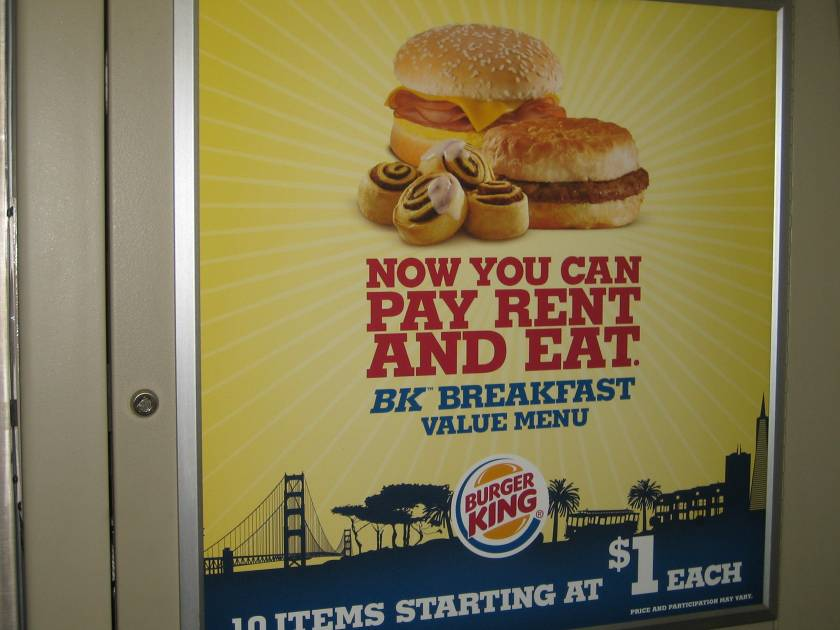 NOW YOU CAN
PAY RENT
AND EAT.
BK™ BREAKFAST
VALUE MENU
BURGER
KING®
10 ITEMS STARTING AT $1 EACH
PRICE AND PARTICIPATION MAY VARY.